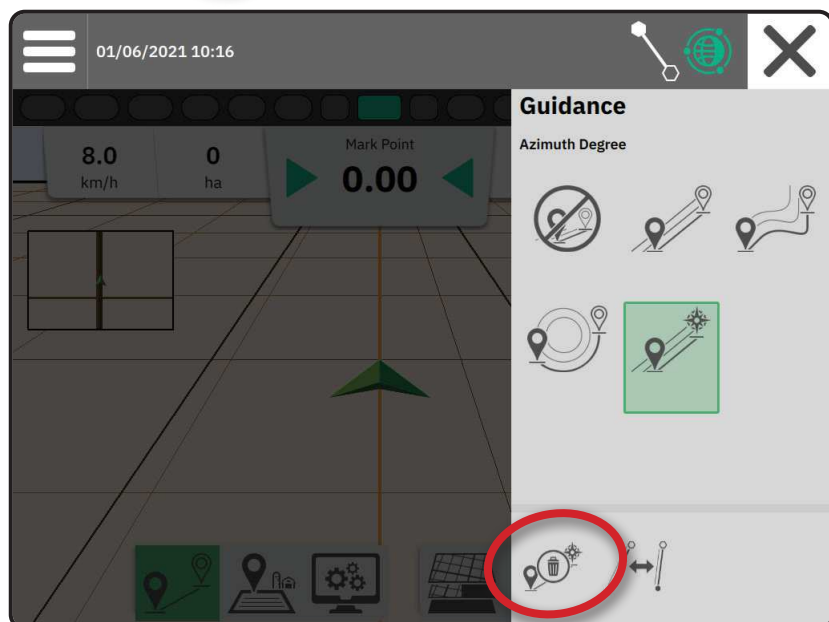 01/06/2021 10:16
Guidance
Azimuth Degree
8.0
km/h
0
ha
Mark Point
0.00